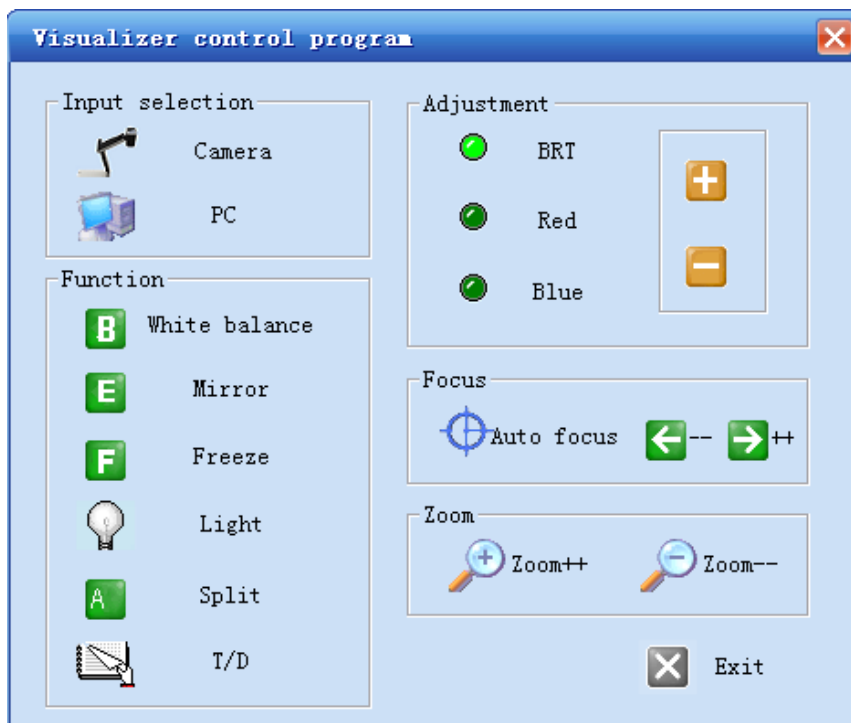 Visualizer control program
Input selection
Camera
PC
Function
B White balance
E Mirror
F Freeze
Light
A Split
T/D
Adjustment
BRT
Red
Blue
Focus
Auto focus -- ++
Zoom
Zoom++ Zoom--
Exit